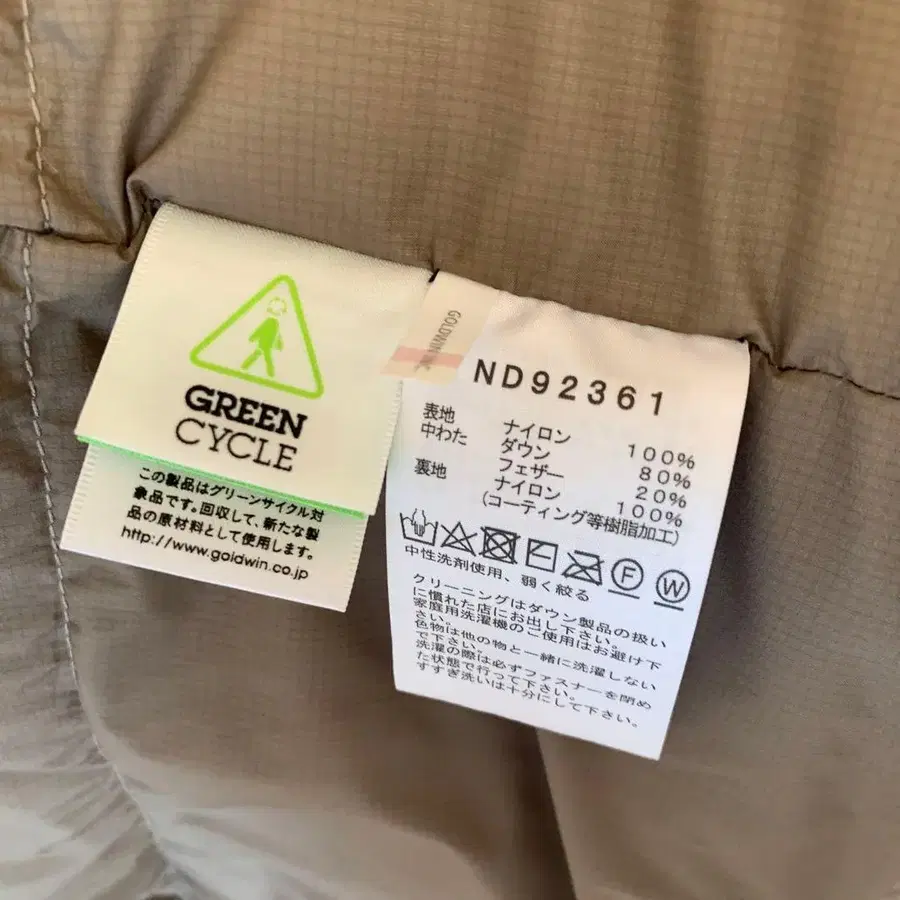 GREEN
CYCLE
この製品はグリーンサイクル対
象品です。回収して、新たな製
品の原材料として使用します。
http://www.goldwin.co.jp
GOLDWIN INC.
ND92361
表地 ナイロン 100%
中わた ダウン 80%
フェザー 20%
裏地 ナイロン 100%
(コーティング等樹脂加工)
中性洗剤使用、弱く絞る
F
W
クリーニングはダウン製品の扱い
に慣れた店にお出し下さい。
家庭用洗濯機のご使用はお避け下
さい。
色物は他の物と一緒に洗濯しない
で下さい。
洗濯の際は必ずファスナーを閉め
た状態で行って下さい。
すすぎ洗いは十分にして下さい。